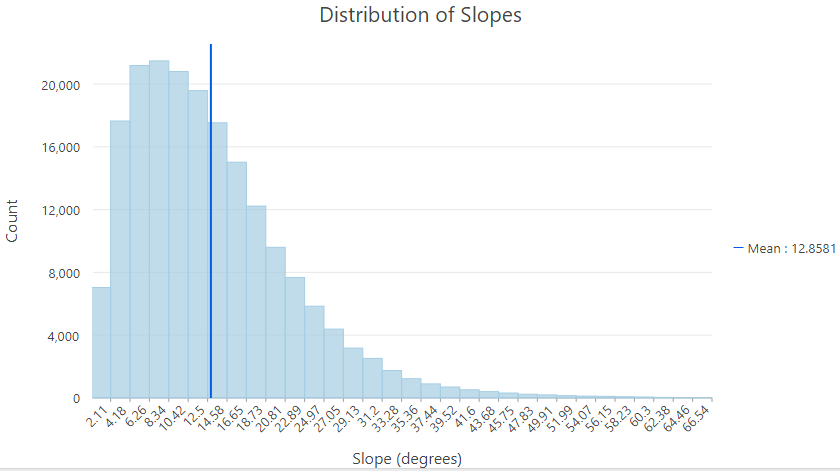 Distribution of Slopes
20,000
16,000
12,000
8,000
4,000
0
Count
Mean : 12.8581
2.11 4.18 6.26 8.34 10.42 12.5 14.58 16.65 18.73 20.81 22.89 24.97 27.05 29.13 31.2 33.28 35.36 37.44 39.52 41.6 43.68 45.75 47.83 49.91 51.99 54.07 56.15 58.23 60.3 62.38 64.46 66.54
Slope (degrees)